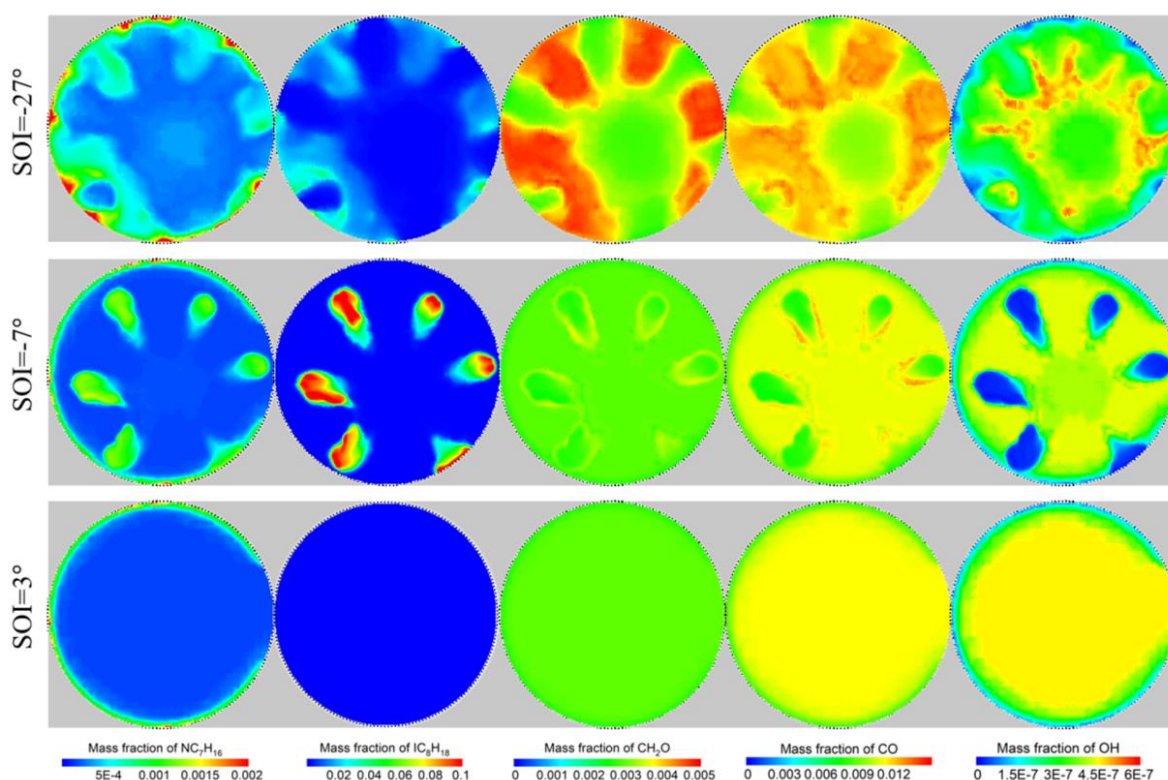 SOI=-27°
SOI=-7°
SOI=3°
Mass fraction of NC7H16
Mass fraction of IC8H18
Mass fraction of CH2O
Mass fraction of CO
Mass fraction of OH
5E-4 0.001 0.0015 0.002
0.02 0.04 0.06 0.08 0.1
0 0.001 0.002 0.003 0.004 0.005
0 0.003 0.006 0.009 0.012
0 1.5E-7 3E-7 4.5E-7 6E-7